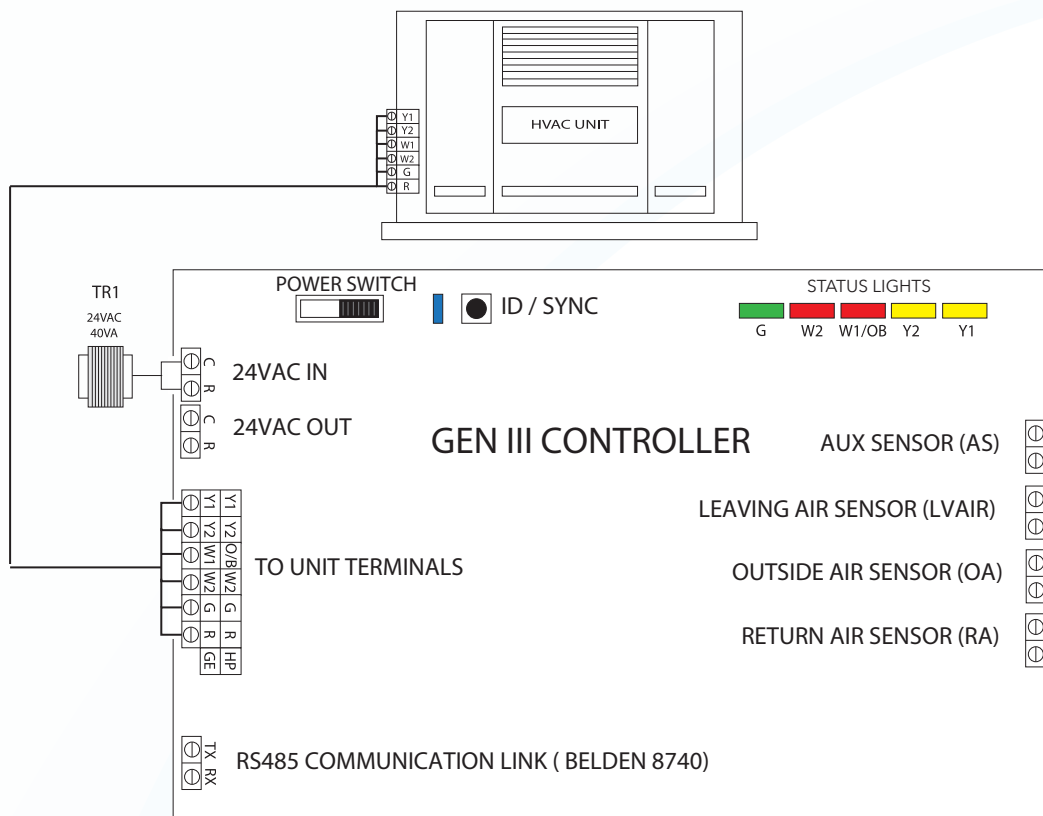 Y1
Y2
W1
W2
G
R
HVAC UNIT
POWER SWITCH
ID / SYNC
STATUS LIGHTS
G W2 W1/OB Y2 Y1
TR1
24VAC
40VA
C
R
24VAC IN
C
R
24VAC OUT
GEN III CONTROLLER
AUX SENSOR (AS)
LEAVING AIR SENSOR (LVAIR)
OUTSIDE AIR SENSOR (OA)
RETURN AIR SENSOR (RA)
Y1 Y1
Y2 Y2
W1 O/B
W2 W2
G G
R R
GE HP
TO UNIT TERMINALS
TX
RX
RS485 COMMUNICATION LINK ( BELDEN 8740)